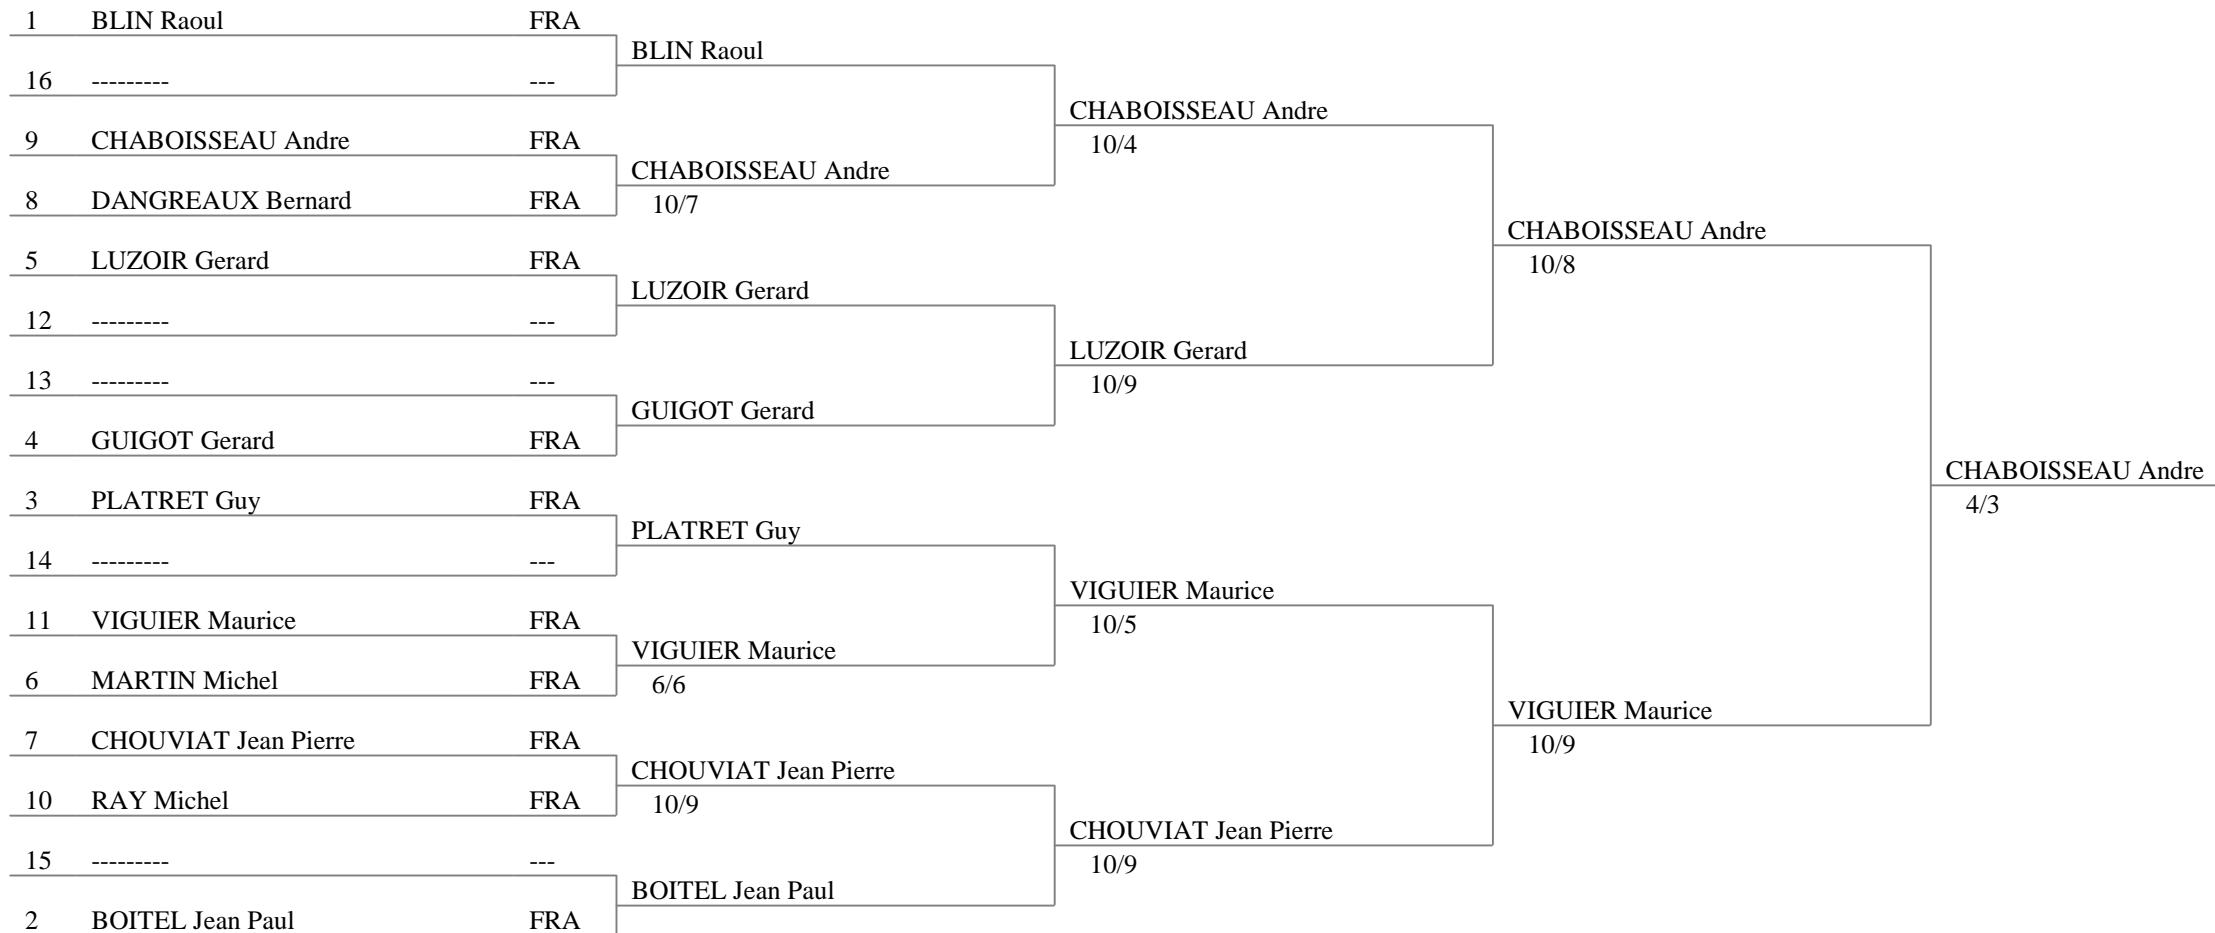 1 BLIN Raoul FRA
BLIN Raoul
16 --------- ---
CHABOISSEAU Andre
10/4
9 CHABOISSEAU Andre FRA
CHABOISSEAU Andre
10/7
8 DANGREAUX Bernard FRA
CHABOISSEAU Andre
10/8
5 LUZOIR Gerard FRA
LUZOIR Gerard
12 --------- ---
LUZOIR Gerard
10/9
13 --------- ---
GUIGOT Gerard
4 GUIGOT Gerard FRA
CHABOISSEAU Andre
4/3
3 PLATRET Guy FRA
PLATRET Guy
14 --------- ---
VIGUIER Maurice
10/5
11 VIGUIER Maurice FRA
VIGUIER Maurice
6/6
6 MARTIN Michel FRA
VIGUIER Maurice
10/9
7 CHOUVIAT Jean Pierre FRA
CHOUVIAT Jean Pierre
10/9
10 RAY Michel FRA
CHOUVIAT Jean Pierre
10/9
15 --------- ---
BOITEL Jean Paul
2 BOITEL Jean Paul FRA